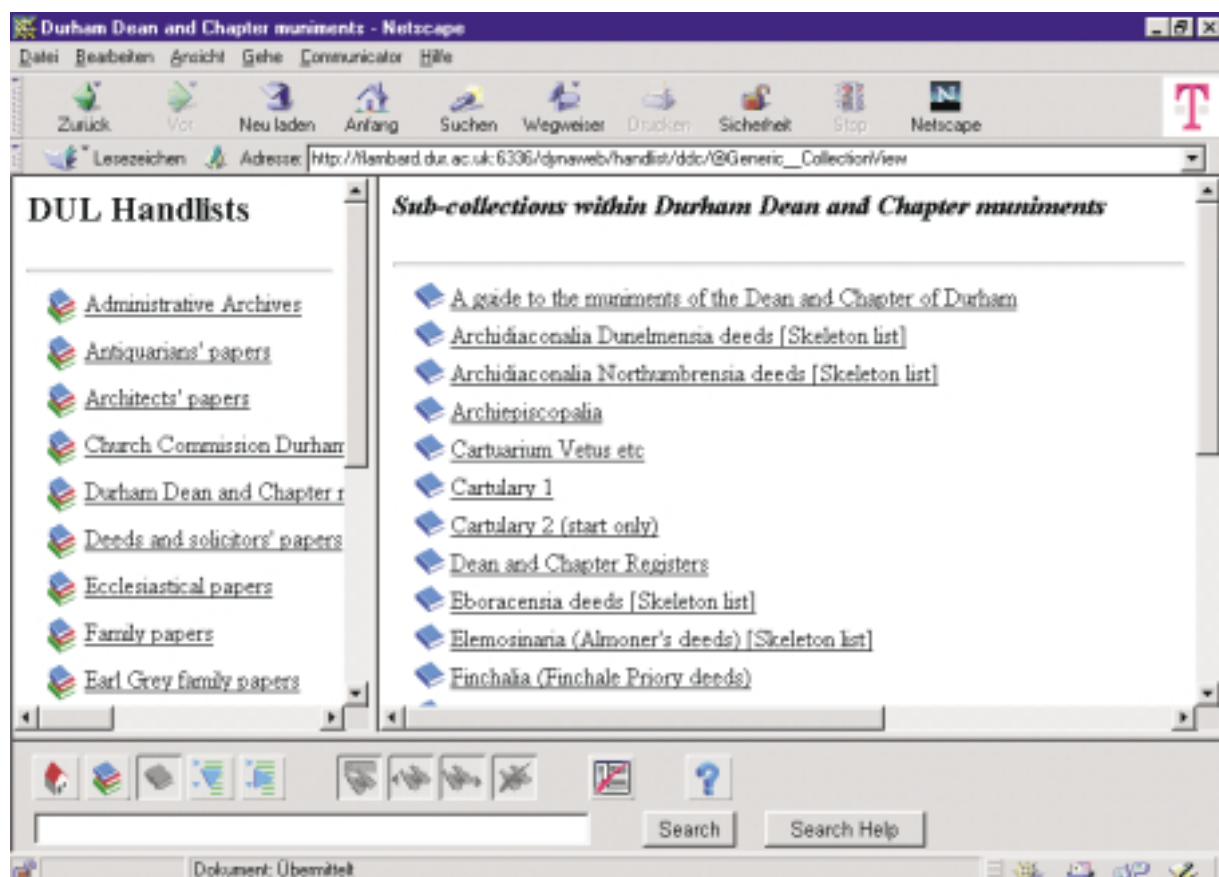 Durham Dean and Chapter muniments - Netscape
Datei Bearbeiten Ansicht Gehe Communicator Hilfe
Zurück Vor Neu laden Anfang Suchen Wegweiser Drucken Sicherheit Stop Netscape
T
Lesezeichen Adresse: http://flambard.dur.ac.uk:6336/dynaweb/handlist/ddc/@Generic__CollectionView
DUL Handlists
Administrative Archives
Antiquarians' papers
Architects' papers
Church Commission Durham
Durham Dean and Chapter r
Deeds and solicitors' papers
Ecclesiastical papers
Family papers
Earl Grey family papers
Sub-collections within Durham Dean and Chapter muniments
A guide to the muniments of the Dean and Chapter of Durham
Archidiaconalia Dunelmensia deeds [Skeleton list]
Archidiaconalia Northumbrensia deeds [Skeleton list]
Archiepiscopalia
Cartuarium Vetus etc
Cartulary 1
Cartulary 2 (start only)
Dean and Chapter Registers
Eboracensia deeds [Skeleton list]
Elemosinaria (Almoner's deeds) [Skeleton list]
Finchalia (Finchale Priory deeds)
Search Search Help
Dokument: Übermittelt